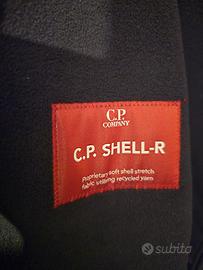 C.P.
COMPANY
C.P. SHELL-R
Proprietary soft shell stretch
fabric utilising recycled yarn
subito